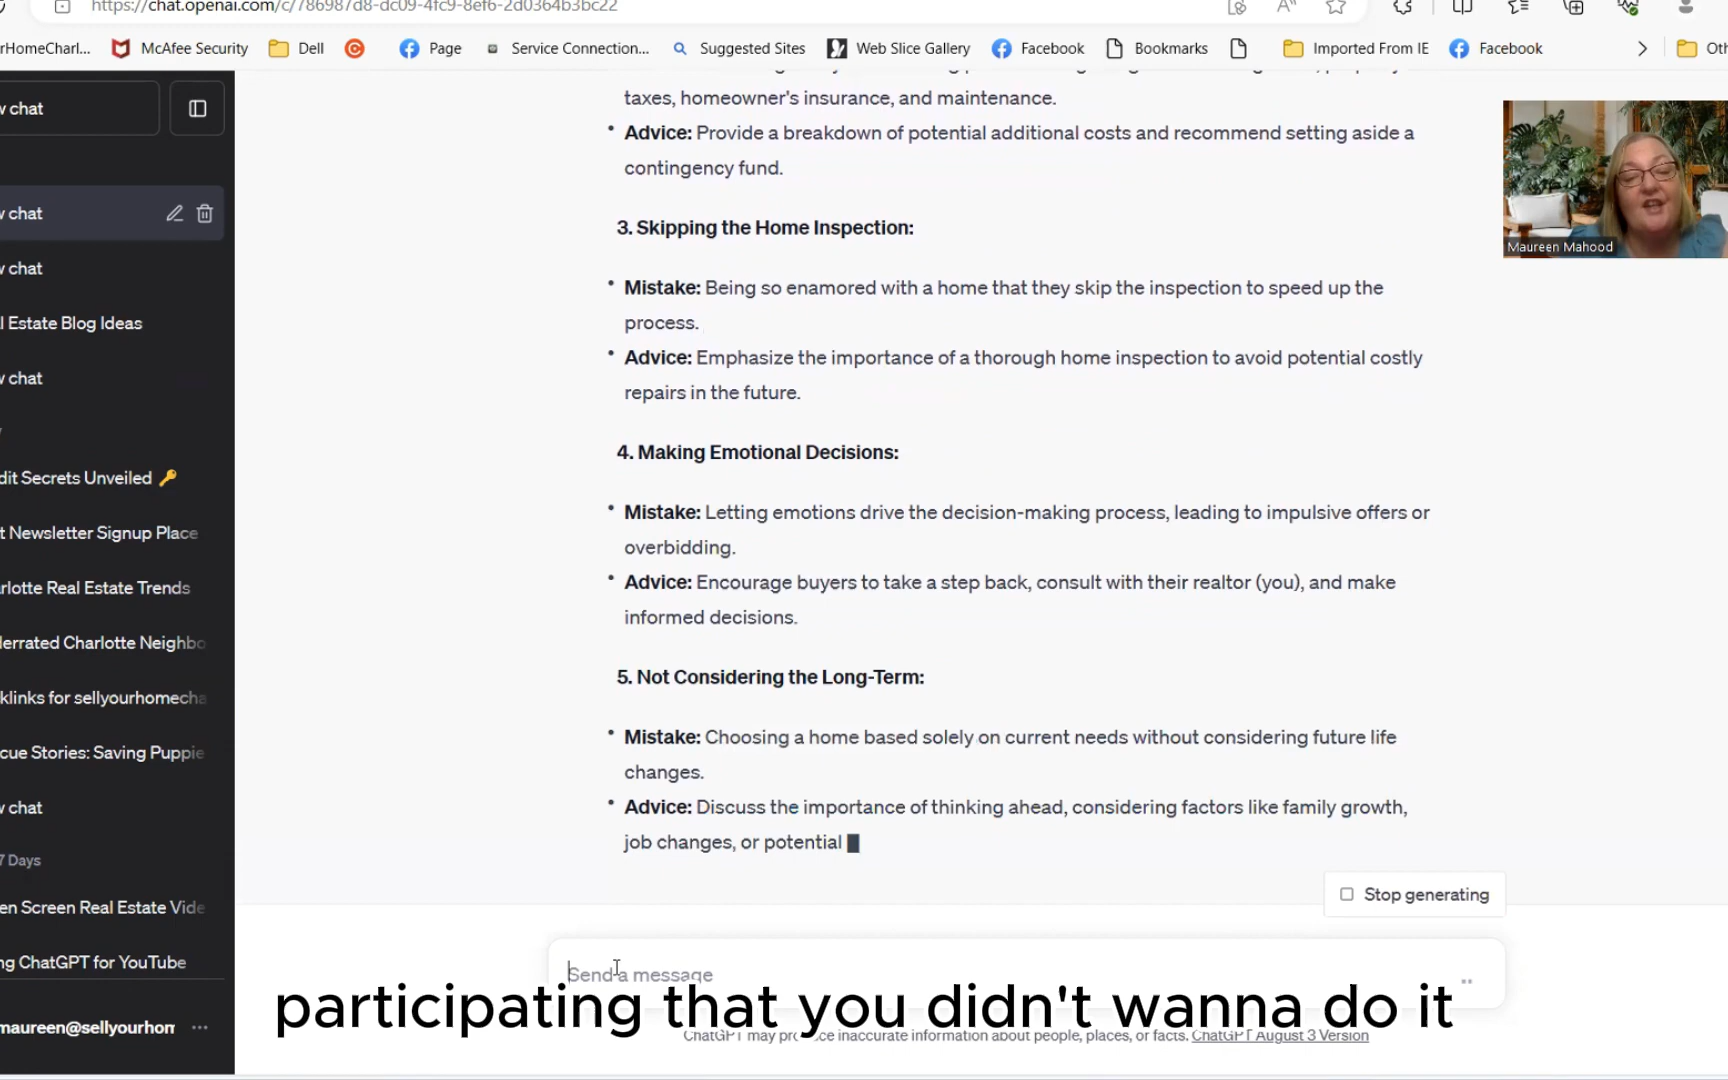 https://chat.openai.com/c/786987d8-dc09-4fc9-8ef6-2d0364b3bc22
rHomeCharl... McAfee Security Dell Page Service Connection... Suggested Sites Web Slice Gallery Facebook Bookmarks Imported From IE Facebook Oth
w chat
taxes, homeowner's insurance, and maintenance.
Advice: Provide a breakdown of potential additional costs and recommend setting aside a
contingency fund.
3. Skipping the Home Inspection:
Mistake: Being so enamored with a home that they skip the inspection to speed up the
process.
Advice: Emphasize the importance of a thorough home inspection to avoid potential costly
repairs in the future.
4. Making Emotional Decisions:
Mistake: Letting emotions drive the decision-making process, leading to impulsive offers or
overbidding.
Advice: Encourage buyers to take a step back, consult with their realtor (you), and make
informed decisions.
5. Not Considering the Long-Term:
Mistake: Choosing a home based solely on current needs without considering future life
changes.
Advice: Discuss the importance of thinking ahead, considering factors like family growth,
job changes, or potential
Maureen Mahood
w chat
w chat
l Estate Blog Ideas
w chat
dit Secrets Unveiled 🔑
t Newsletter Signup Place
rlotte Real Estate Trends
lerrated Charlotte Neighbo
klinks for sellyourhomecha
cue Stories: Saving Puppie
w chat
7 Days
en Screen Real Estate Vide
ng ChatGPT for YouTube
maureen@sellyourhom
Stop generating
Send a message
participating that you didn't wanna do it
ChatGPT may inaccurate information about people, places, or facts. ChatGPT August 3 Version